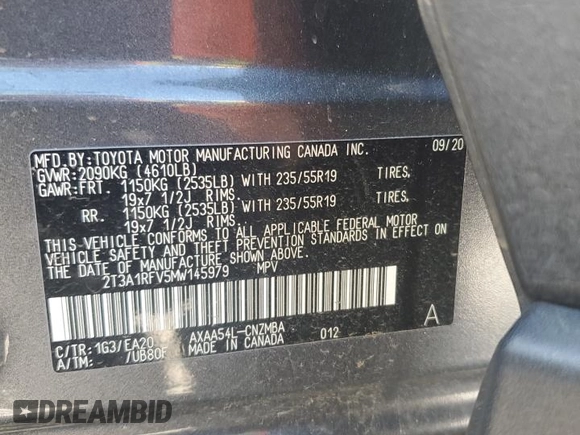 MFD.BY:TOYOTA MOTOR MANUFACTURING CANADA INC. 09/20
GVWR:2090KG (4610LB)
GAWR:FRT. 1150KG (2535LB) WITH 235/55R19 TIRES,
19x7 1/2J RIMS.
RR. 1150KG (2535LB) WITH 235/55R19 TIRES,
19x7 1/2J RIMS.
THIS VEHICLE CONFORMS TO ALL APPLICABLE FEDERAL MOTOR
VEHICLE SAFETY AND THEFT PREVENTION STANDARDS IN EFFECT ON
THE DATE OF MANUFACTURE SHOWN ABOVE.
2T3A1RFV5MW145979 MPV
C/TR: 1G3/EA20 AXAA54L-CNZMBA 012 A
A/TM: /UB80F MADE IN CANADA
DREAMBID